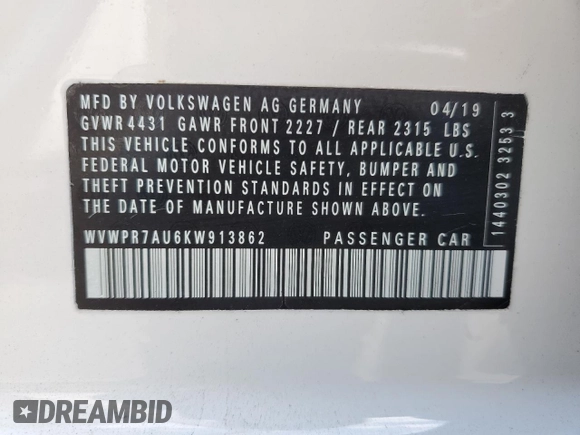 MFD BY VOLKSWAGEN AG GERMANY 04/19
GVWR 4431 GAWR FRONT 2227 / REAR 2315 LBS
THIS VEHICLE CONFORMS TO ALL APPLICABLE U.S.
FEDERAL MOTOR VEHICLE SAFETY, BUMPER AND
THEFT PREVENTION STANDARDS IN EFFECT ON
THE DATE OF MANUFACTURE SHOWN ABOVE.
WVWPR7AU6KW913862 PASSENGER CAR
1440302 3253 3
DREAMBID